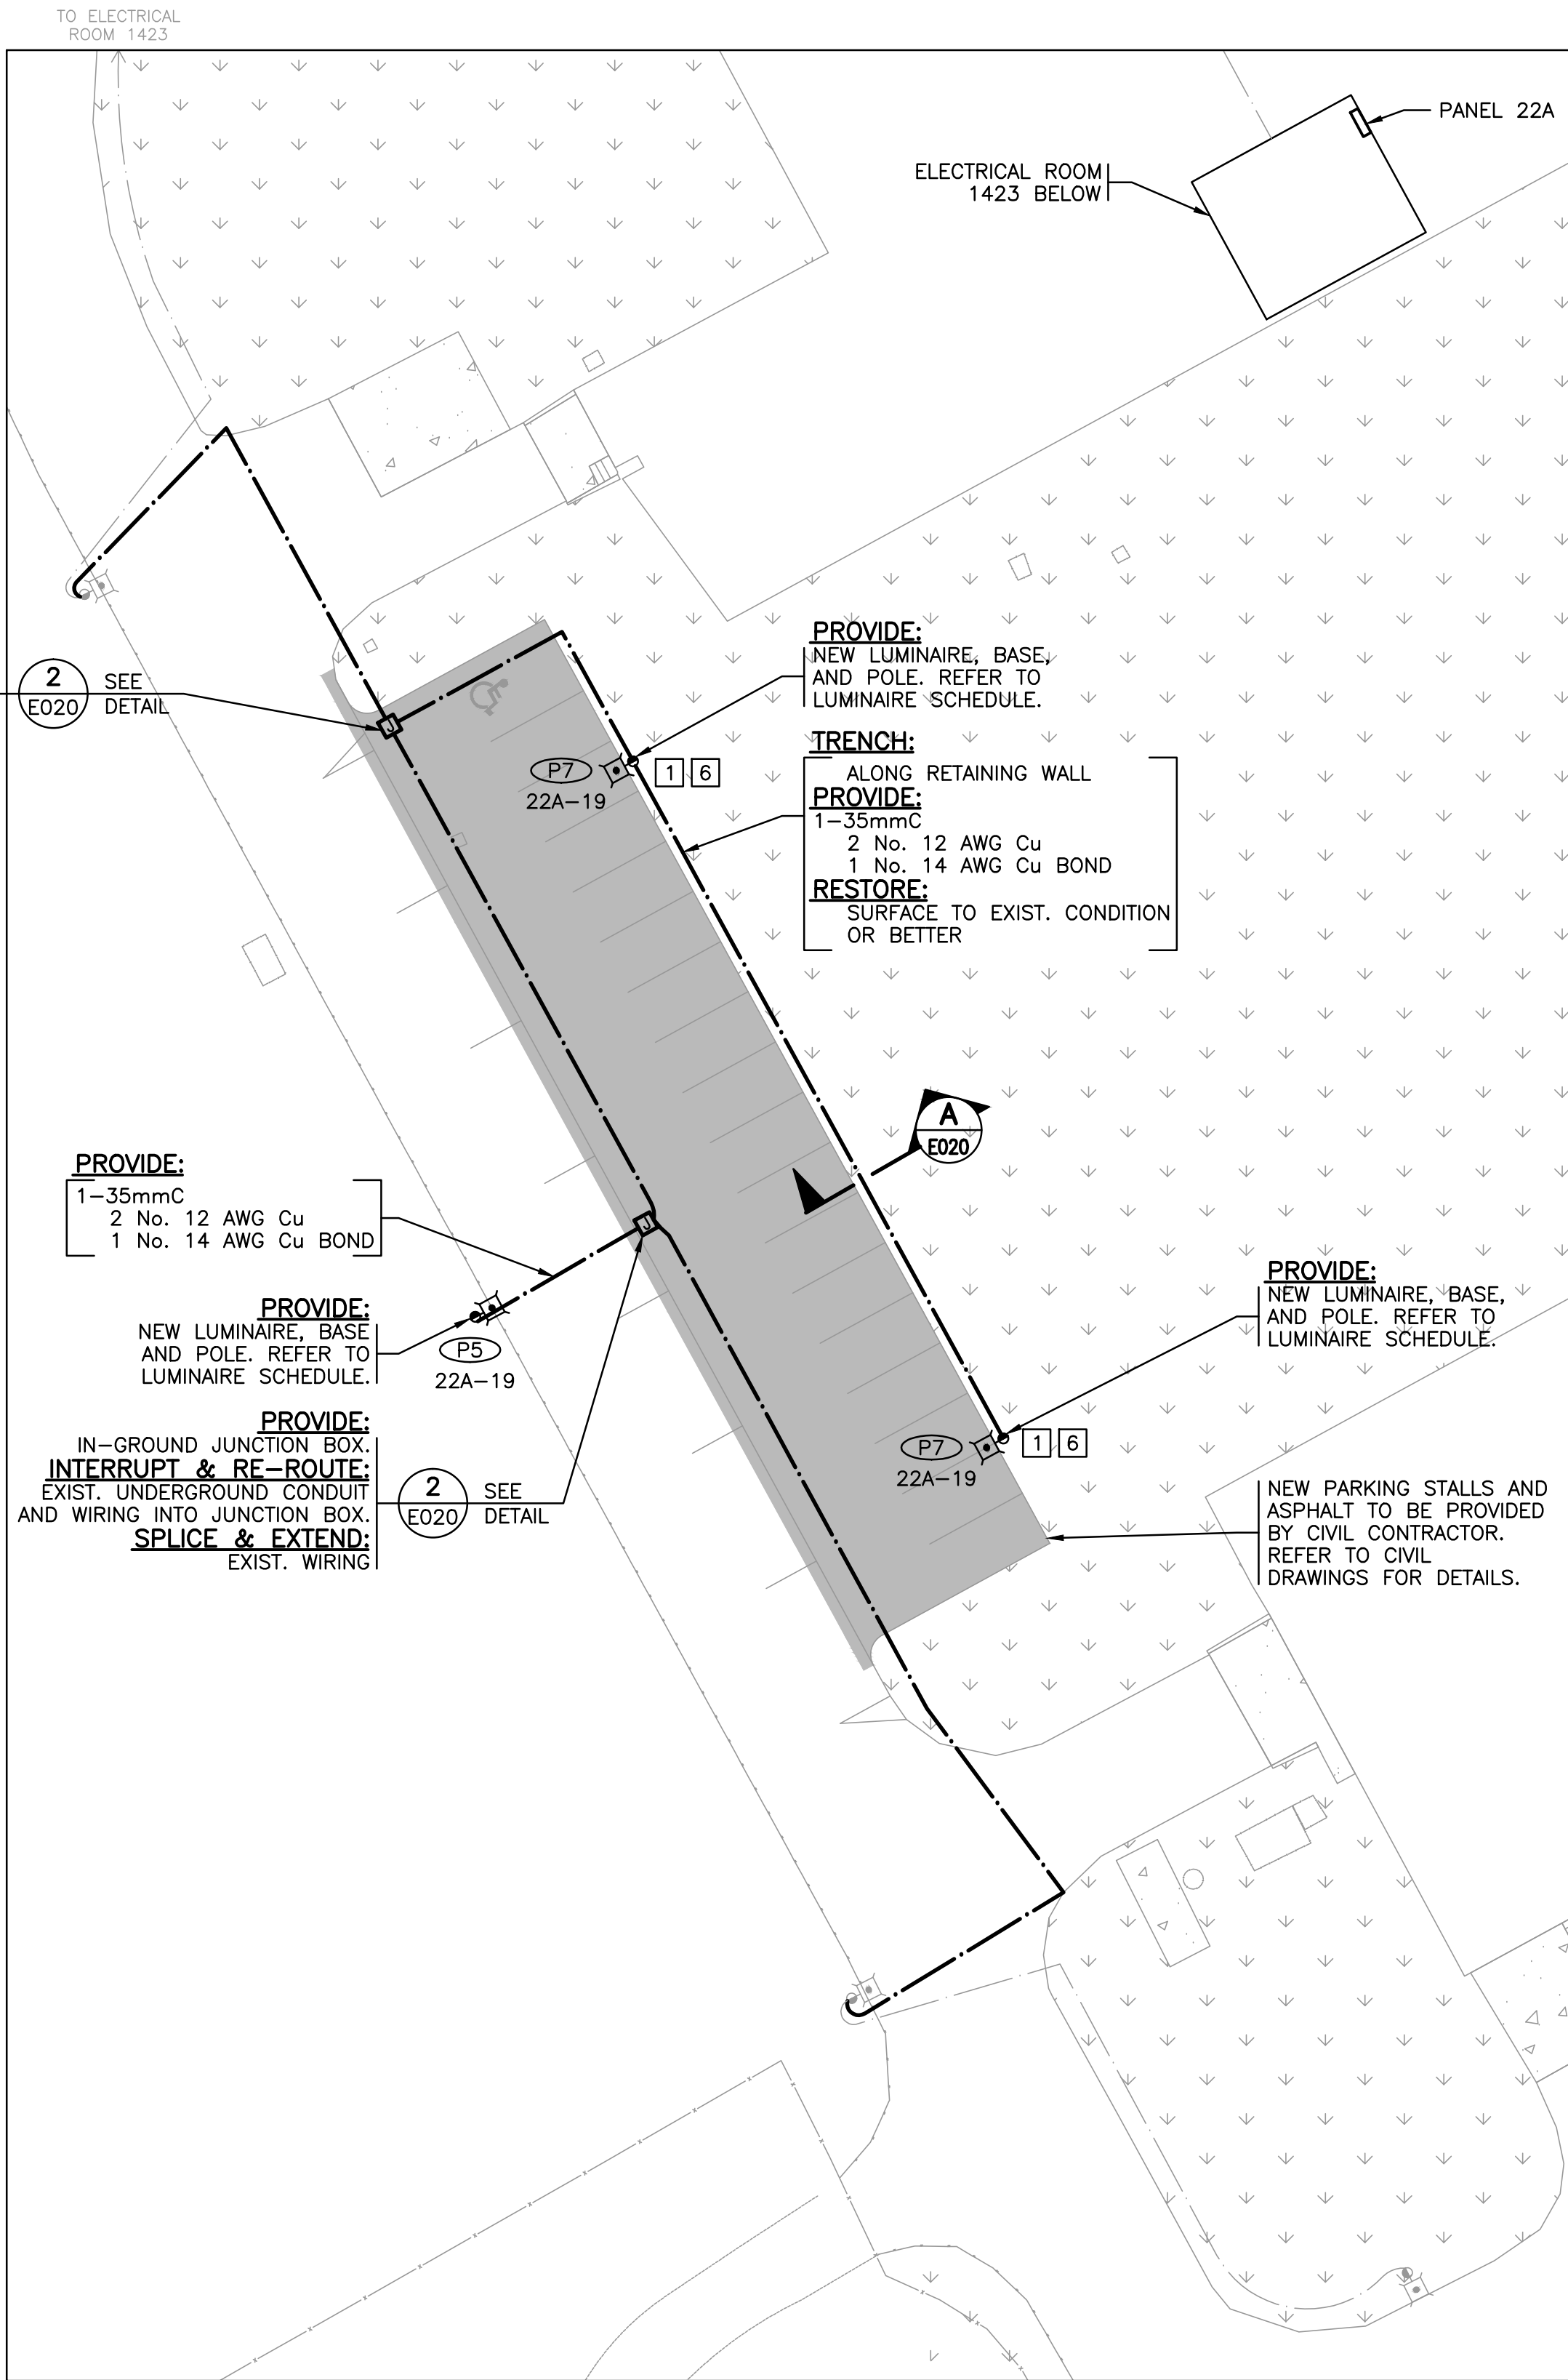 TO ELECTRICAL
ROOM 1423
PANEL 22A
ELECTRICAL ROOM
1423 BELOW
2
E020
SEE
DETAIL
J
PROVIDE:
NEW LUMINAIRE, BASE,
AND POLE. REFER TO
LUMINAIRE SCHEDULE.
P7
22A-19
1 6
TRENCH:
ALONG RETAINING WALL
PROVIDE:
1-35mmC
2 No. 12 AWG Cu
1 No. 14 AWG Cu BOND
RESTORE:
SURFACE TO EXIST. CONDITION
OR BETTER
A
E020
PROVIDE:
1-35mmC
2 No. 12 AWG Cu
1 No. 14 AWG Cu BOND
J
PROVIDE:
NEW LUMINAIRE, BASE
AND POLE. REFER TO
LUMINAIRE SCHEDULE.
P5
22A-19
PROVIDE:
NEW LUMINAIRE, BASE,
AND POLE. REFER TO
LUMINAIRE SCHEDULE.
P7
22A-19
1 6
PROVIDE:
IN-GROUND JUNCTION BOX.
INTERRUPT & RE-ROUTE:
EXIST. UNDERGROUND CONDUIT
AND WIRING INTO JUNCTION BOX.
SPLICE & EXTEND:
EXIST. WIRING
2
E020
SEE
DETAIL
NEW PARKING STALLS AND
ASPHALT TO BE PROVIDED
BY CIVIL CONTRACTOR.
REFER TO CIVIL
DRAWINGS FOR DETAILS.